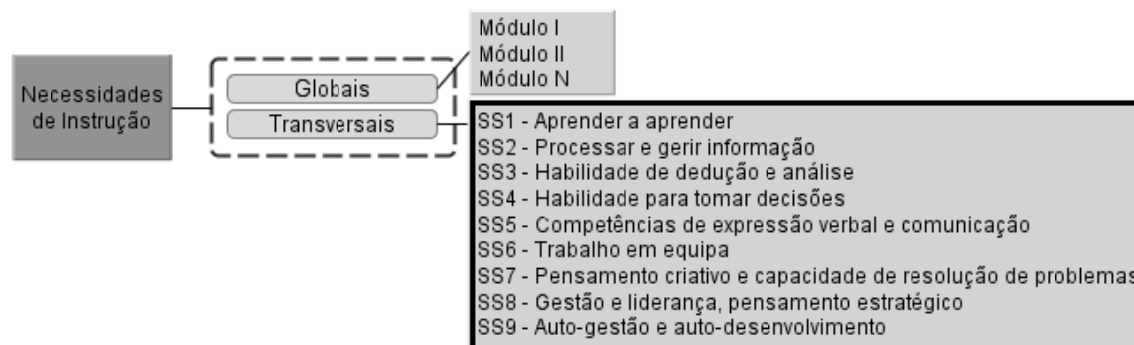 Necessidades
de Instrução
Globais
Transversais
Módulo I
Módulo II
Módulo N
SS1 - Aprender a aprender
SS2 - Processar e gerir informação
SS3 - Habilidade de dedução e análise
SS4 - Habilidade para tomar decisões
SS5 - Competências de expressão verbal e comunicação
SS6 - Trabalho em equipa
SS7 - Pensamento criativo e capacidade de resolução de problemas
SS8 - Gestão e liderança, pensamento estratégico
SS9 - Auto-gestão e auto-desenvolvimento